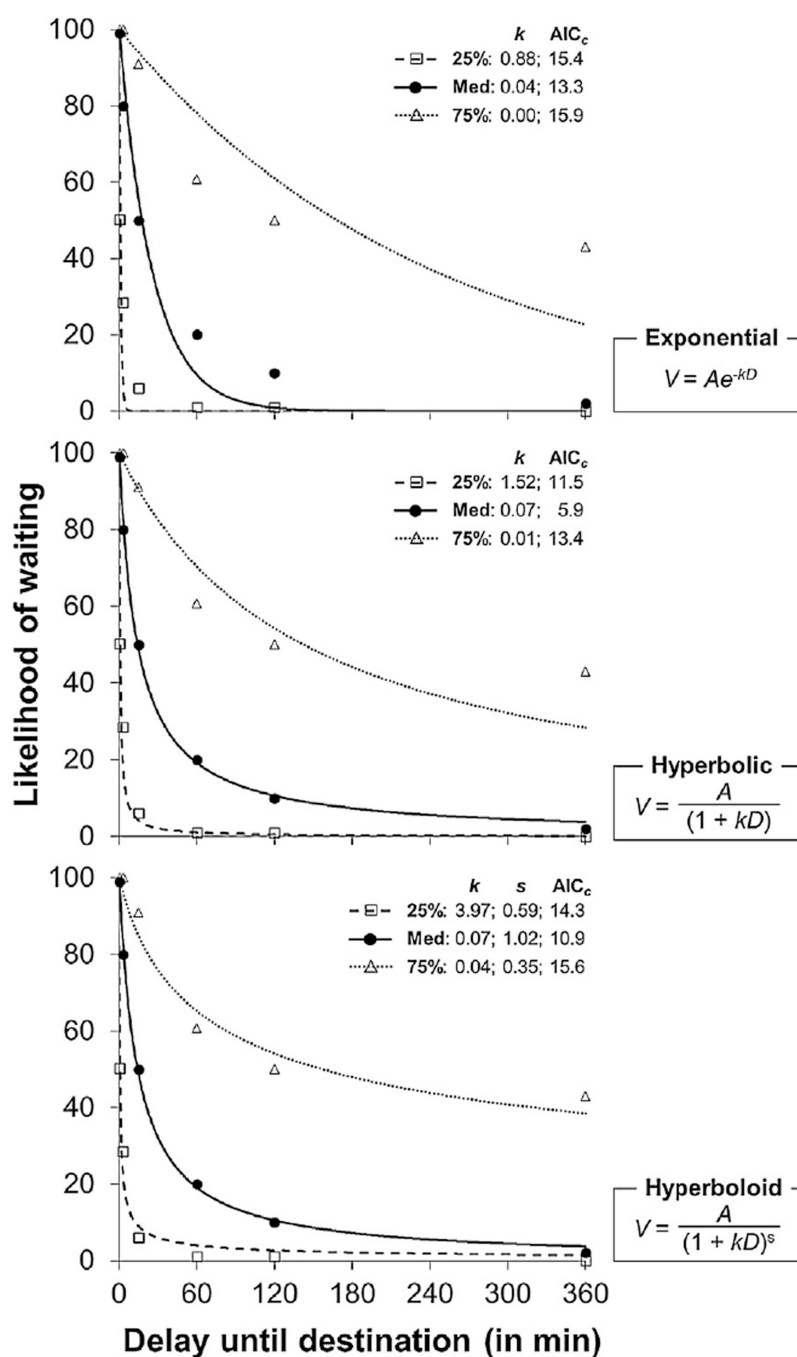 k AICc
25%: 0.88; 15.4
Med: 0.04; 13.3
75%: 0.00; 15.9
100
80
60
40
20
0
Exponential
V = Ae-kD
k AICc
25%: 1.52; 11.5
Med: 0.07; 5.9
75%: 0.01; 13.4
100
80
60
40
20
0
Likelihood of waiting
Hyperbolic
V = A
(1 + kD)
k s AICc
25%: 3.97; 0.59; 14.3
Med: 0.07; 1.02; 10.9
75%: 0.04; 0.35; 15.6
100
80
60
40
20
0
Hyperboloid
V = A
(1 + kD)s
0 60 120 180 240 300 360
Delay until destination (in min)